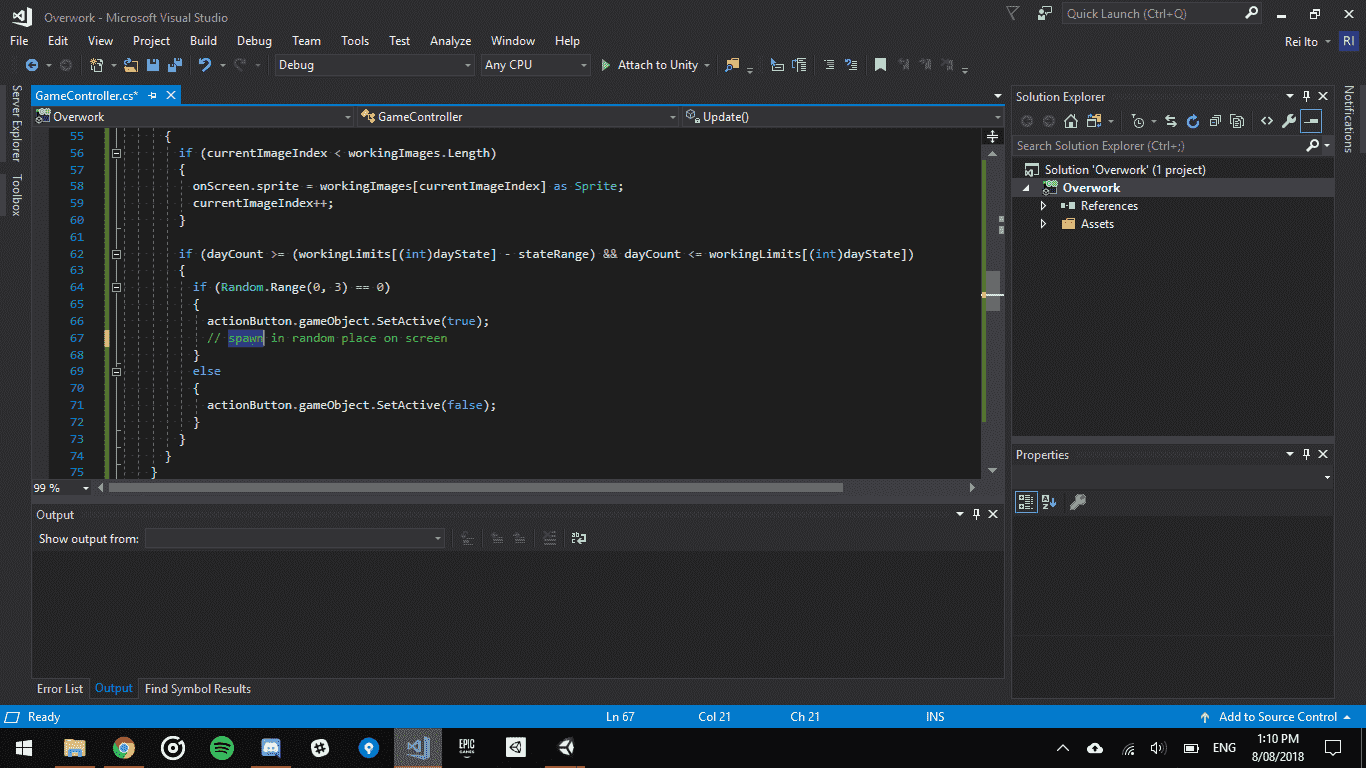 Overwork - Microsoft Visual Studio
Quick Launch (Ctrl+Q)
File Edit View Project Build Debug Team Tools Test Analyze Window Help
Rei Ito RI
Debug Any CPU Attach to Unity
Server Explorer
Toolbox
GameController.cs*
Overwork GameController Update()
55 {
56 if (currentImageIndex < workingImages.Length)
57 {
58 onScreen.sprite = workingImages[currentImageIndex] as Sprite;
59 currentImageIndex++;
60 }
61
62 if (dayCount >= (workingLimits[(int)dayState] - stateRange) && dayCount <= workingLimits[(int)dayState])
63 {
64 if (Random.Range(0, 3) == 0)
65 {
66 actionButton.gameObject.SetActive(true);
67 // spawn in random place on screen
68 }
69 else
70 {
71 actionButton.gameObject.SetActive(false);
72 }
73 }
74 }
75 }
99 %
Output
Show output from:
Error List Output Find Symbol Results
Solution Explorer
Search Solution Explorer (Ctrl+;)
Solution 'Overwork' (1 project)
Overwork
References
Assets
Properties
Notifications
Ready Ln 67 Col 21 Ch 21 INS Add to Source Control
EPIC GAMES
ENG
1:10 PM
8/08/2018